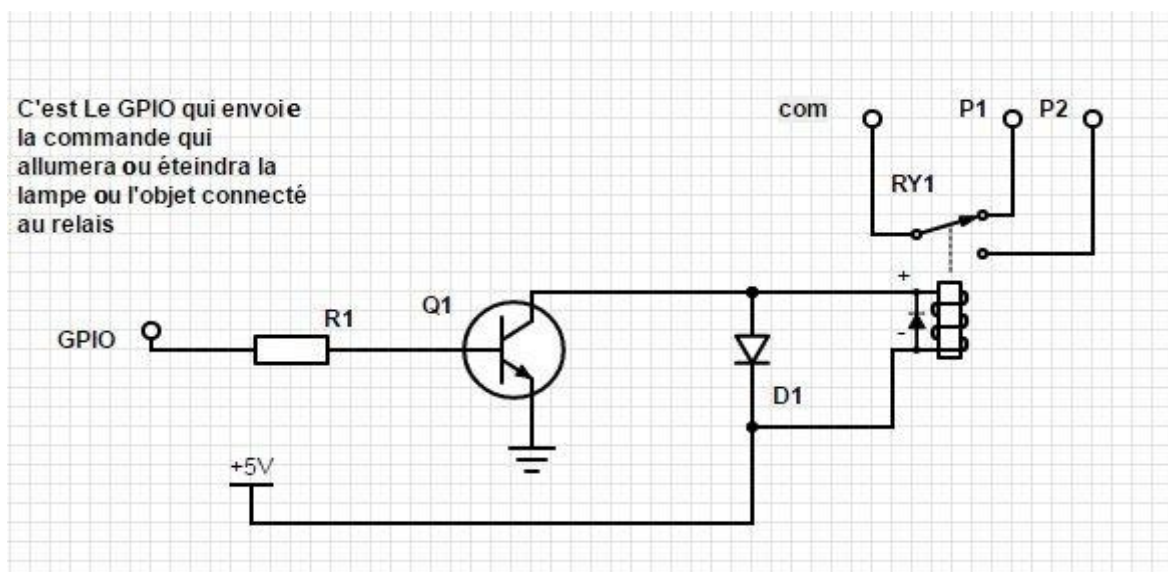 C'est Le GPIO qui envoie
la commande qui
allumera ou éteindra la
lampe ou l'objet connecté
au relais
com
P1
P2
RY1
+
-
Q1
R1
GPIO
D1
+5V